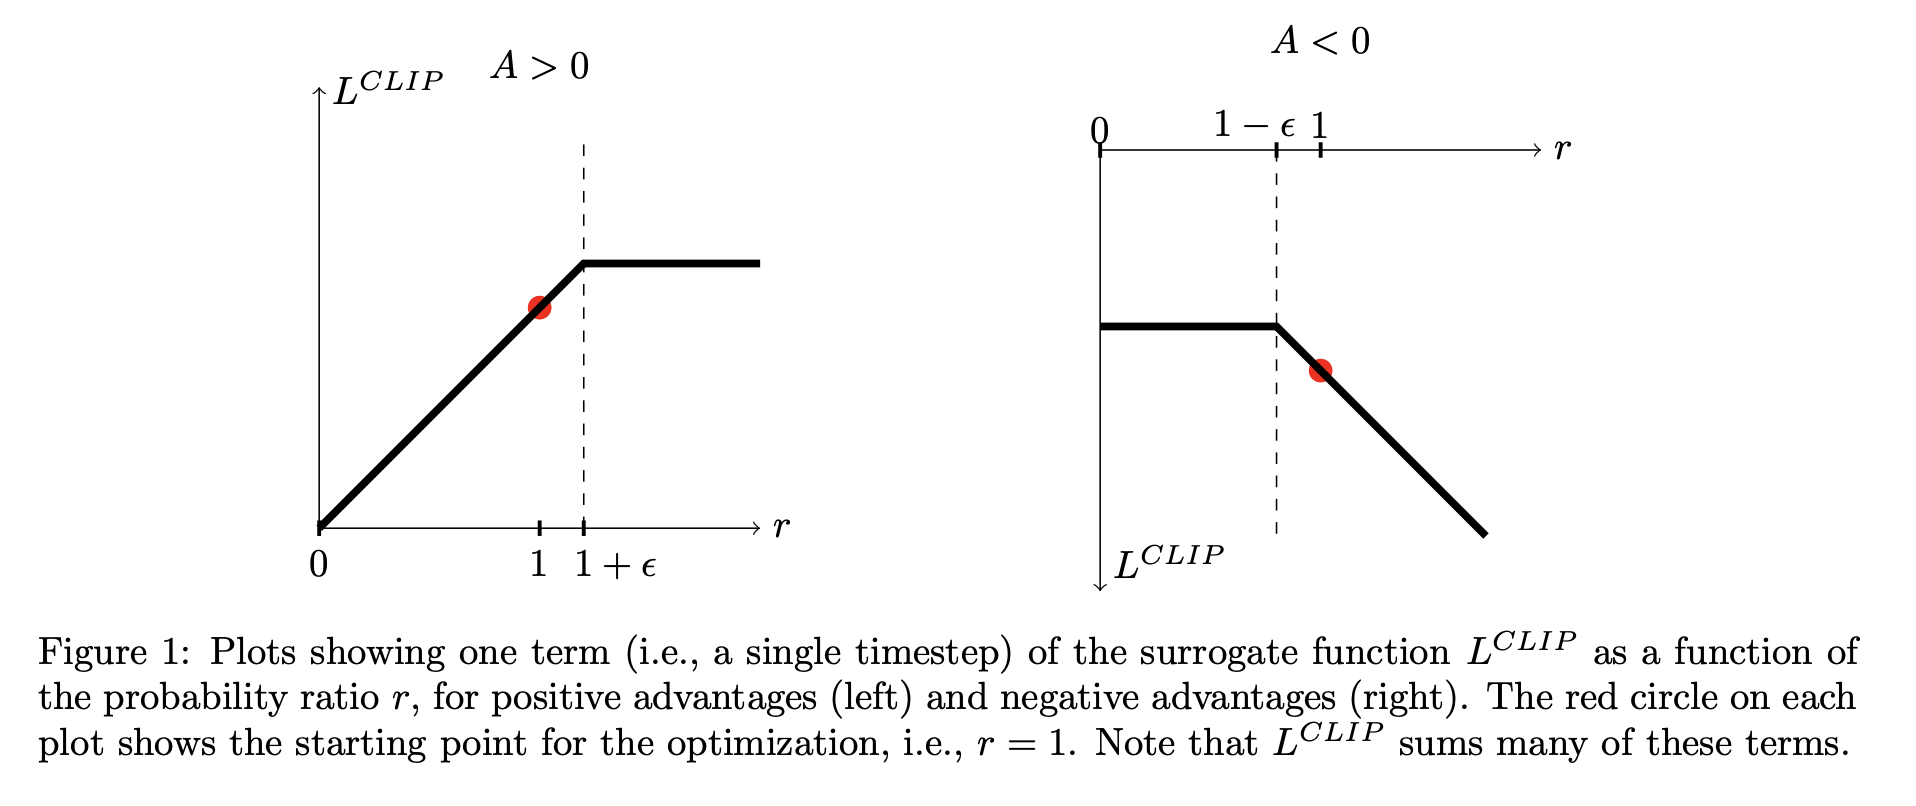 A > 0
L^{CLIP}
r
0 1 1 + ϵ
A < 0
0 1 − ϵ 1
r
L^{CLIP}
Figure 1: Plots showing one term (i.e., a single timestep) of the surrogate function L^{CLIP} as a function of
the probability ratio r, for positive advantages (left) and negative advantages (right). The red circle on each
plot shows the starting point for the optimization, i.e., r = 1. Note that L^{CLIP} sums many of these terms.